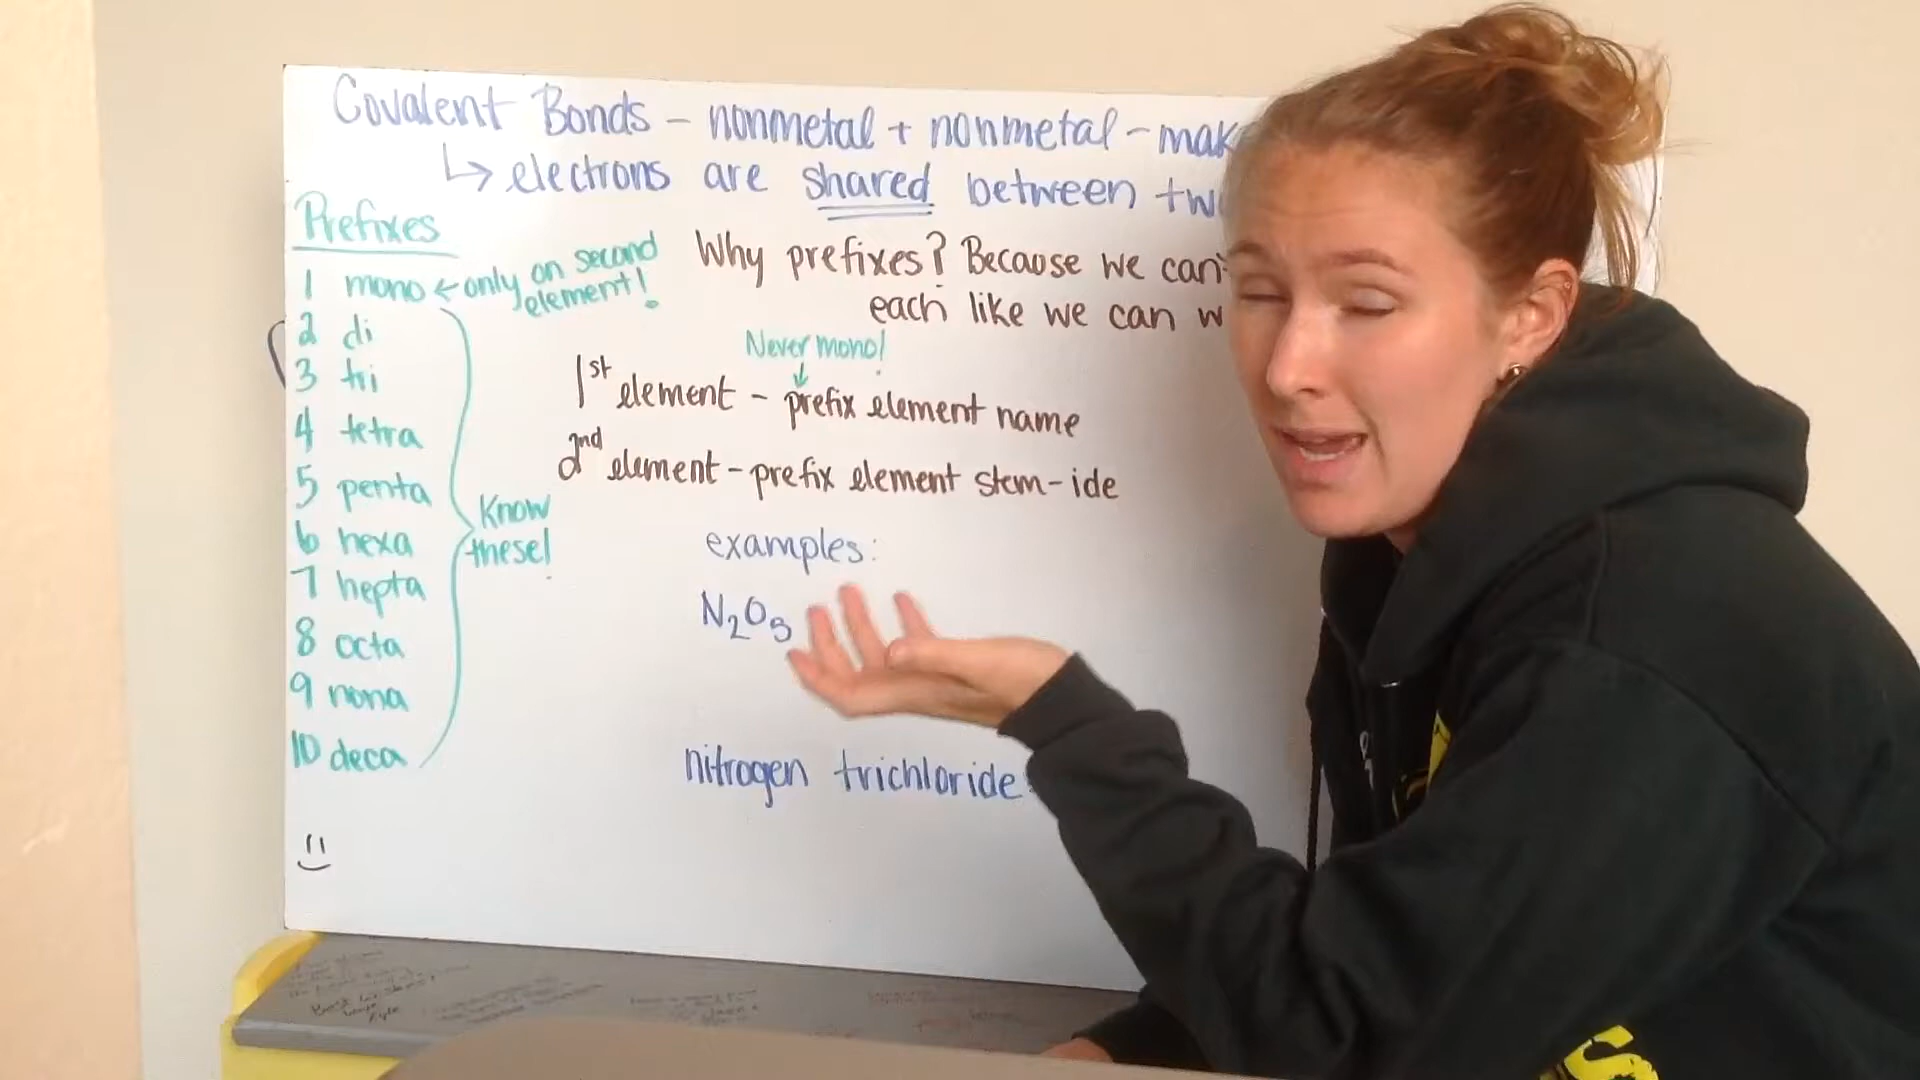 Covalent Bonds - nonmetal + nonmetal - mak
↳ electrons are shared between tw
Prefixes
1 mono ← only on second element!
2 di
3 tri
4 tetra
5 penta
6 hexa
7 hepta
8 octa
9 nona
10 deca
Know
these!
Why prefixes? Because we can'
each like we can w
Never mono!
1st element - prefix element name
2nd element - prefix element stem-ide
examples:
N2O3
nitrogen trichloride